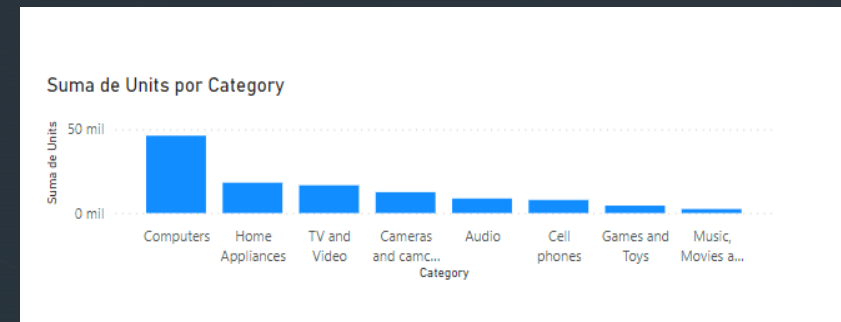 Suma de Units por Category
Suma de Units
50 mil
0 mil
Computers
Home
Appliances
TV and
Video
Cameras
and camc...
Audio
Cell
phones
Games and
Toys
Music,
Movies a...
Category